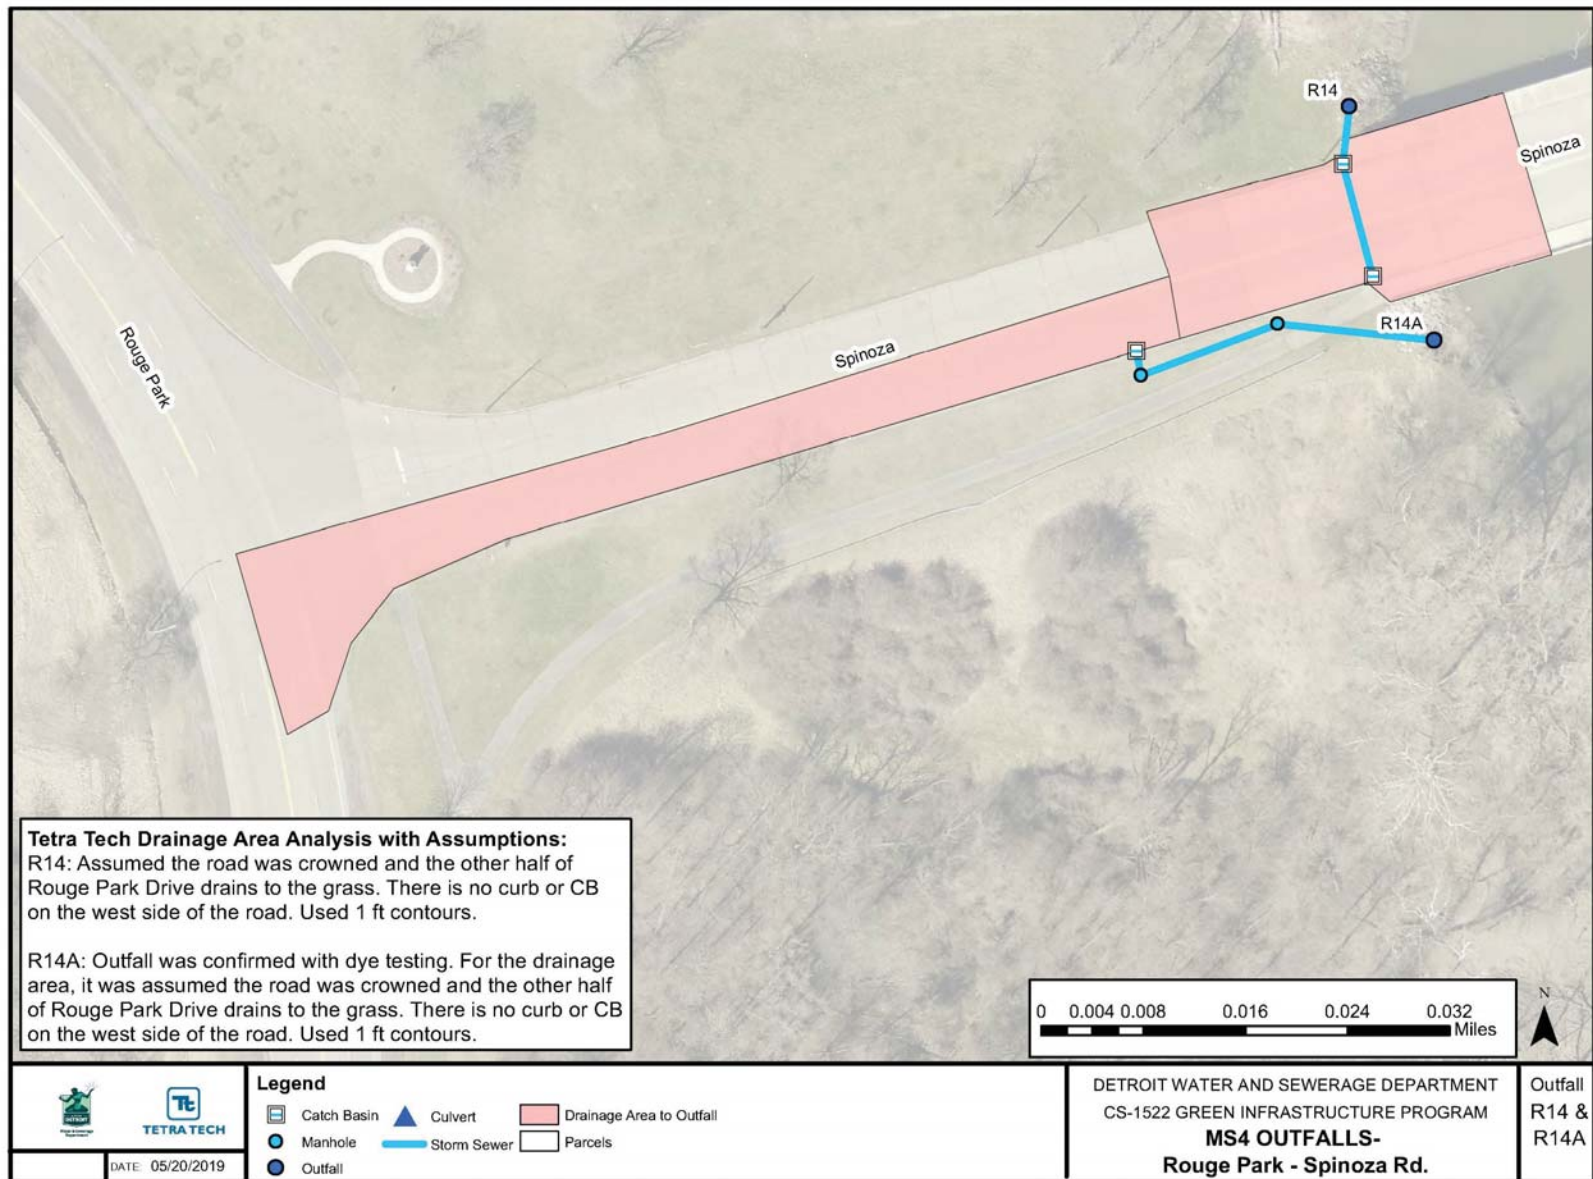 R14
Spinoza
R14A
Spinoza
Rouge Park
Tetra Tech Drainage Area Analysis with Assumptions:
R14: Assumed the road was crowned and the other half of
Rouge Park Drive drains to the grass. There is no curb or CB
on the west side of the road. Used 1 ft contours.
R14A: Outfall was confirmed with dye testing. For the drainage
area, it was assumed the road was crowned and the other half
of Rouge Park Drive drains to the grass. There is no curb or CB
on the west side of the road. Used 1 ft contours.
0 0.004 0.008 0.016 0.024 0.032
Miles
N
Tt
TETRA TECH
DATE: 05/20/2019
Legend
Catch Basin
Manhole
Outfall
Culvert
Storm Sewer
Drainage Area to Outfall
Parcels
DETROIT WATER AND SEWERAGE DEPARTMENT
CS-1522 GREEN INFRASTRUCTURE PROGRAM
MS4 OUTFALLS-
Rouge Park - Spinoza Rd.
Outfall
R14 &
R14A